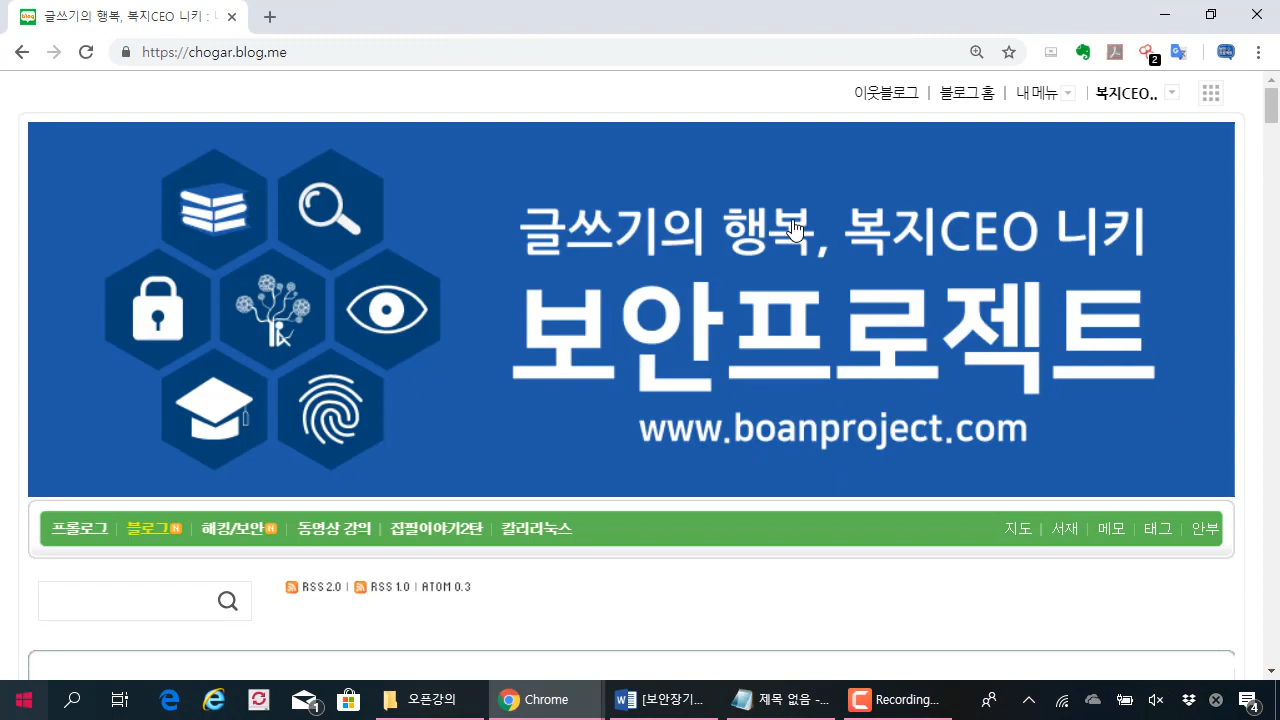 글쓰기의 행복, 복지CEO 니키 :
https://chogar.blog.me
2
이웃블로그 | 블로그 홈 | 내 메뉴 | 복지CEO..
글쓰기의 행복, 복지CEO 니키
보안프로젝트
www.boanproject.com
프롤로그 | 블로그 N | 해킹/보안 N | 동영상 강의 | 집필이야기2탄 | 칼리리눅스
지도 | 서재 | 메모 | 태그 | 안부
RSS 2.0 | RSS 1.0 | ATOM 0.3
1 오픈강의 Chrome [보안장기... 제목 없음 -... Recording... 4